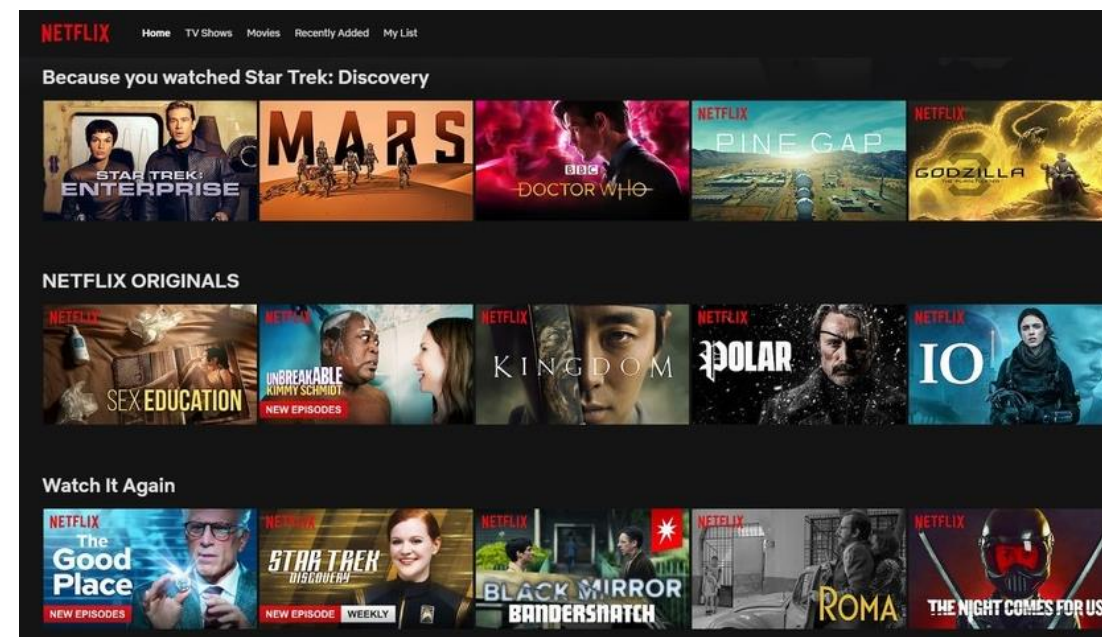 NETFLIX Home TV Shows Movies Recently Added My List
Because you watched Star Trek: Discovery
STAR TREK:
ENTERPRISE
MARS
BBC
DOCTOR WHO
NETFLIX
PINE GAP
NETFLIX
GODZILLA
NETFLIX ORIGINALS
NETFLIX
SEX EDUCATION
NETFLIX
UNBREAKABLE
KIMMY SCHMIDT
NEW EPISODES
NETFLIX
KINGDOM
NETFLIX
POLAR
NETFLIX
IO
Watch It Again
NETFLIX
The
Good
Place
NEW EPISODES
NETFLIX
STAR TREK
DISCOVERY
NEW EPISODE WEEKLY
NETFLIX
BLACK MIRROR
BANDERSNATCH
NETFLIX
ROMA
NETFLIX
THE NIGHT COMES FOR US